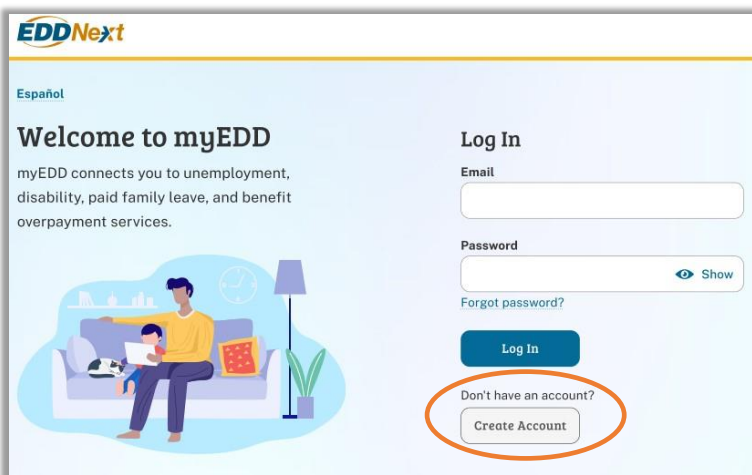 EDDNext
Español
Welcome to myEDD
myEDD connects you to unemployment,
disability, paid family leave, and benefit
overpayment services.
Log In
Email
Password
Show
Forgot password?
Log In
Don't have an account?
Create Account